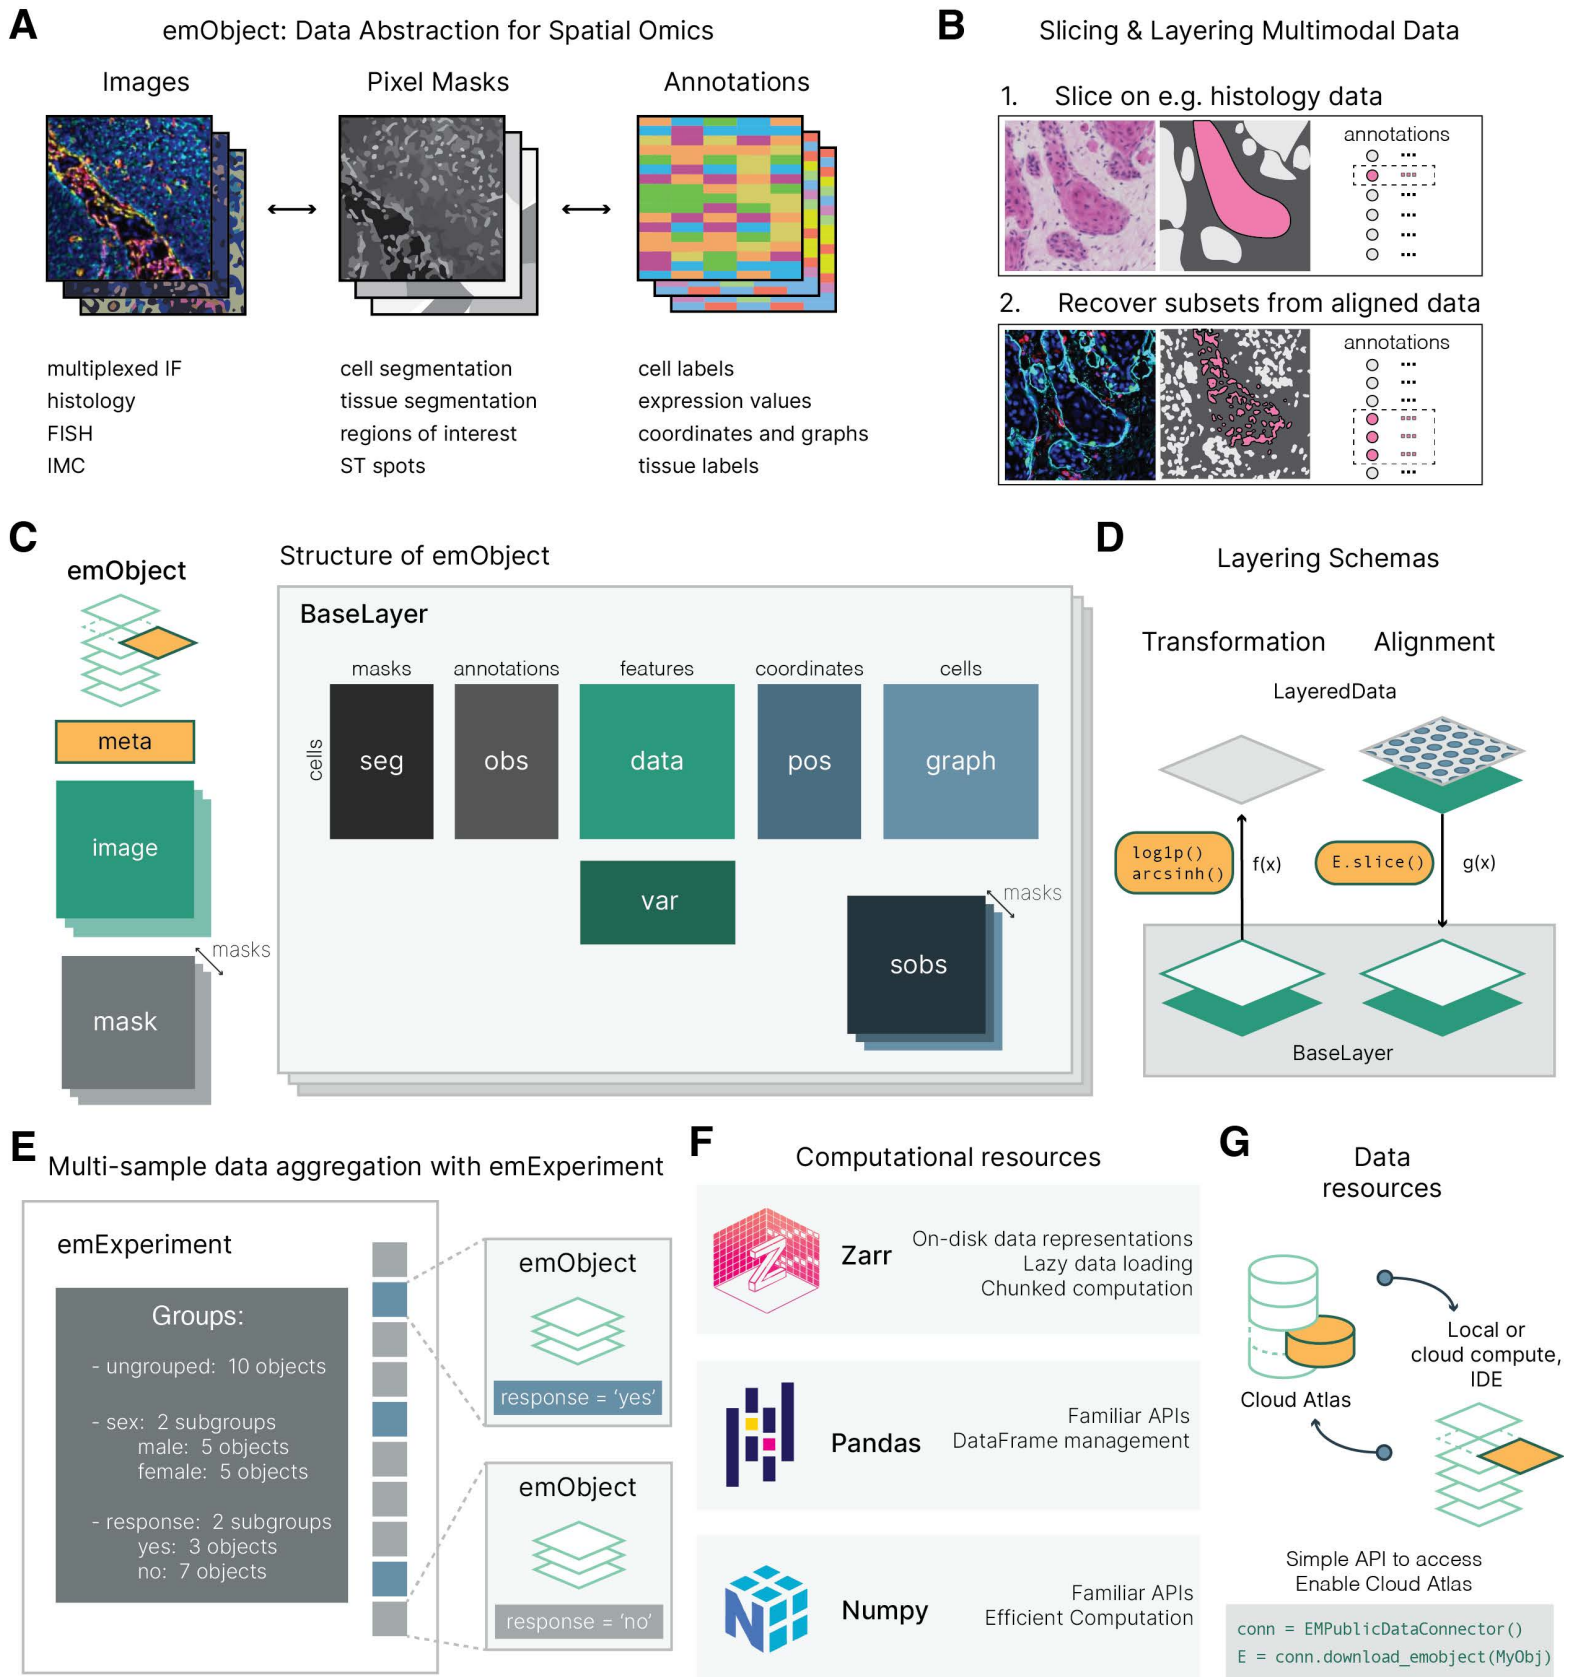 A
emObject: Data Abstraction for Spatial Omics
Images
Pixel Masks
Annotations
multiplexed IF
histology
FISH
IMC
cell segmentation
tissue segmentation
regions of interest
ST spots
cell labels
expression values
coordinates and graphs
tissue labels
B
Slicing & Layering Multimodal Data
1. Slice on e.g. histology data
annotations
2. Recover subsets from aligned data
annotations
C
emObject
meta
image
masks
mask
Structure of emObject
BaseLayer
masks
annotations
features
coordinates
cells
cells
seg
obs
data
pos
graph
var
masks
sobs
D
Layering Schemas
Transformation
Alignment
LayeredData
log1p()
arcsinh()
f(x)
E.slice()
g(x)
BaseLayer
E
Multi-sample data aggregation with emExperiment
emExperiment
Groups:
- ungrouped: 10 objects
- sex: 2 subgroups
male: 5 objects
female: 5 objects
- response: 2 subgroups
yes: 3 objects
no: 7 objects
emObject
response = ‘yes’
emObject
response = ‘no’
F
Computational resources
Zarr
On-disk data representations
Lazy data loading
Chunked computation
Pandas
Familiar APIs
DataFrame management
Numpy
Familiar APIs
Efficient Computation
G
Data
resources
Local or
cloud compute,
IDE
Cloud Atlas
Simple API to access
Enable Cloud Atlas
conn = EMPublicDataConnector()
E = conn.download_emobject(MyObj)